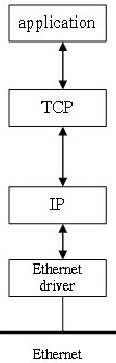 application
TCP
IP
Ethernet
driver
Ethernet